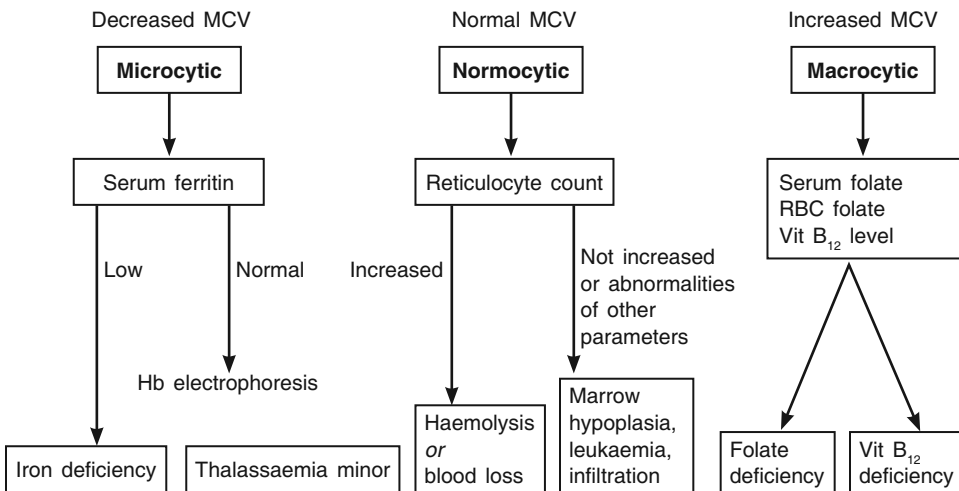 Decreased MCV
Normal MCV
Increased MCV
Microcytic
Normocytic
Macrocytic
Serum ferritin
Reticulocyte count
Serum folate
RBC folate
Vit B₁₂ level
Low
Normal
Increased
Not increased
or abnormalities
of other
parameters
Hb electrophoresis
Iron deficiency
Thalassaemia minor
Haemolysis
or
blood loss
Marrow
hypoplasia,
leukaemia,
infiltration
Folate
deficiency
Vit B₁₂
deficiency